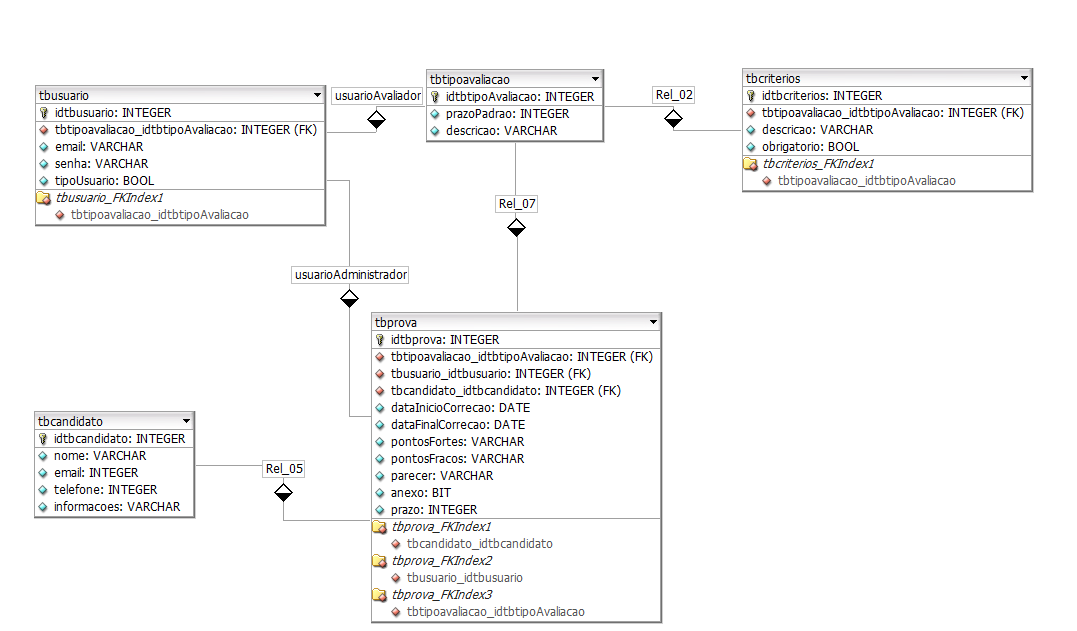 tbusuario
idtbusuario: INTEGER
tbtipoavaliacao_idtbtipoAvaliacao: INTEGER (FK)
email: VARCHAR
senha: VARCHAR
tipoUsuario: BOOL
tbusuario_FKIndex1
tbtipoavaliacao_idtbtipoAvaliacao
usuarioAvaliador
tbtipoavaliacao
idtbtipoAvaliacao: INTEGER
prazoPadrao: INTEGER
descricao: VARCHAR
Rel_02
tbcriterios
idtbcriterios: INTEGER
tbtipoavaliacao_idtbtipoAvaliacao: INTEGER (FK)
descricao: VARCHAR
obrigatorio: BOOL
tbcriterios_FKIndex1
tbtipoavaliacao_idtbtipoAvaliacao
Rel_07
usuarioAdministrador
tbprova
idtbprova: INTEGER
tbtipoavaliacao_idtbtipoAvaliacao: INTEGER (FK)
tbusuario_idtbusuario: INTEGER (FK)
tbcandidato_idtbcandidato: INTEGER (FK)
dataInicioCorrecao: DATE
dataFinalCorrecao: DATE
pontosFortes: VARCHAR
pontosFracos: VARCHAR
parecer: VARCHAR
anexo: BIT
prazo: INTEGER
tbprova_FKIndex1
tbcandidato_idtbcandidato
tbprova_FKIndex2
tbusuario_idtbusuario
tbprova_FKIndex3
tbtipoavaliacao_idtbtipoAvaliacao
tbcandidato
idtbcandidato: INTEGER
nome: VARCHAR
email: INTEGER
telefone: INTEGER
informacoes: VARCHAR
Rel_05